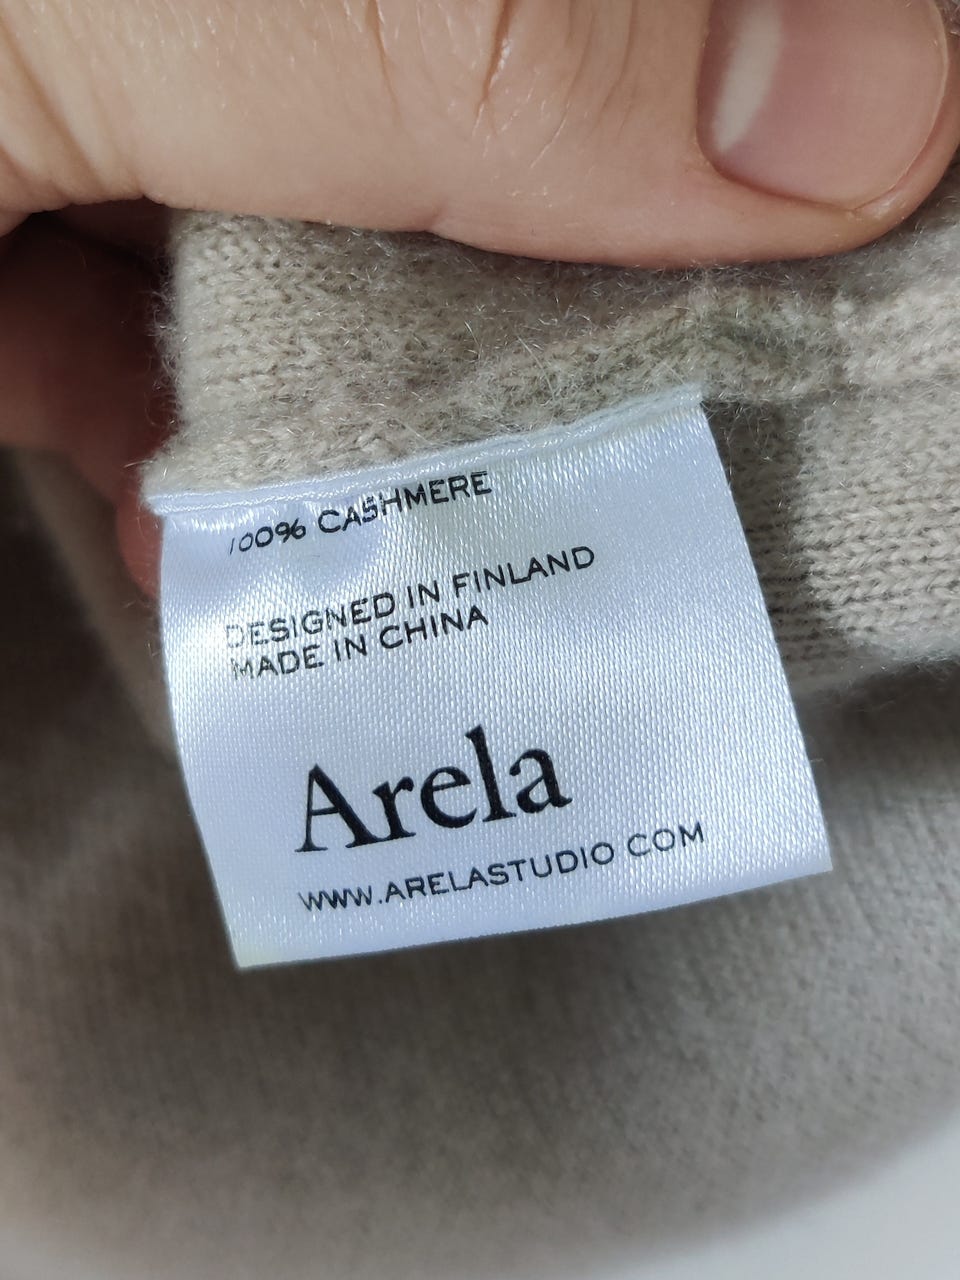 100% CASHMERE
DESIGNED IN FINLAND
MADE IN CHINA
Arela
WWW.ARELASTUDIO.COM